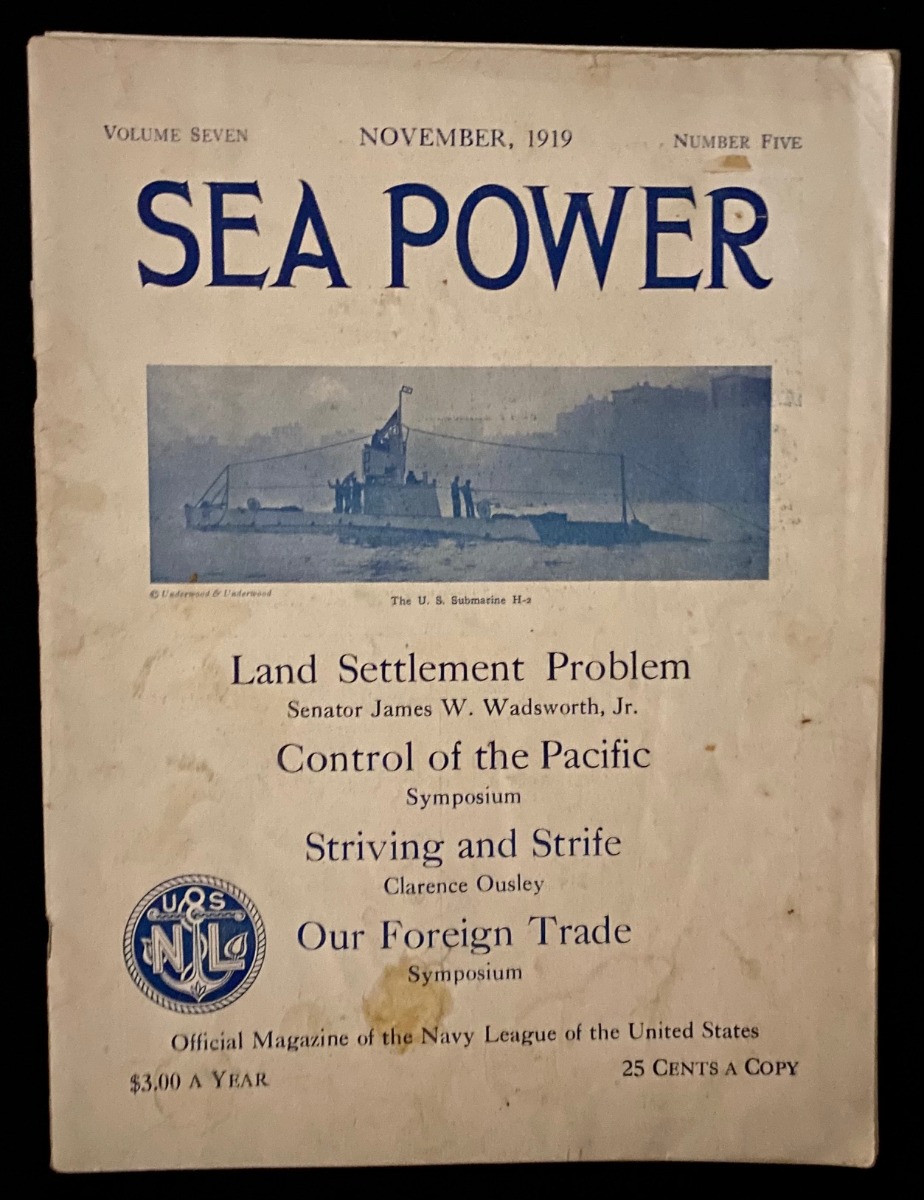 VOLUME SEVEN NOVEMBER, 1919 NUMBER FIVE
SEA POWER
© Underwood & Underwood
The U. S. Submarine H-2
Land Settlement Problem
Senator James W. Wadsworth, Jr.
Control of the Pacific
Symposium
Striving and Strife
Clarence Ousley
U S
N L
Our Foreign Trade
Symposium
Official Magazine of the Navy League of the United States
$3.00 A YEAR 25 CENTS A COPY